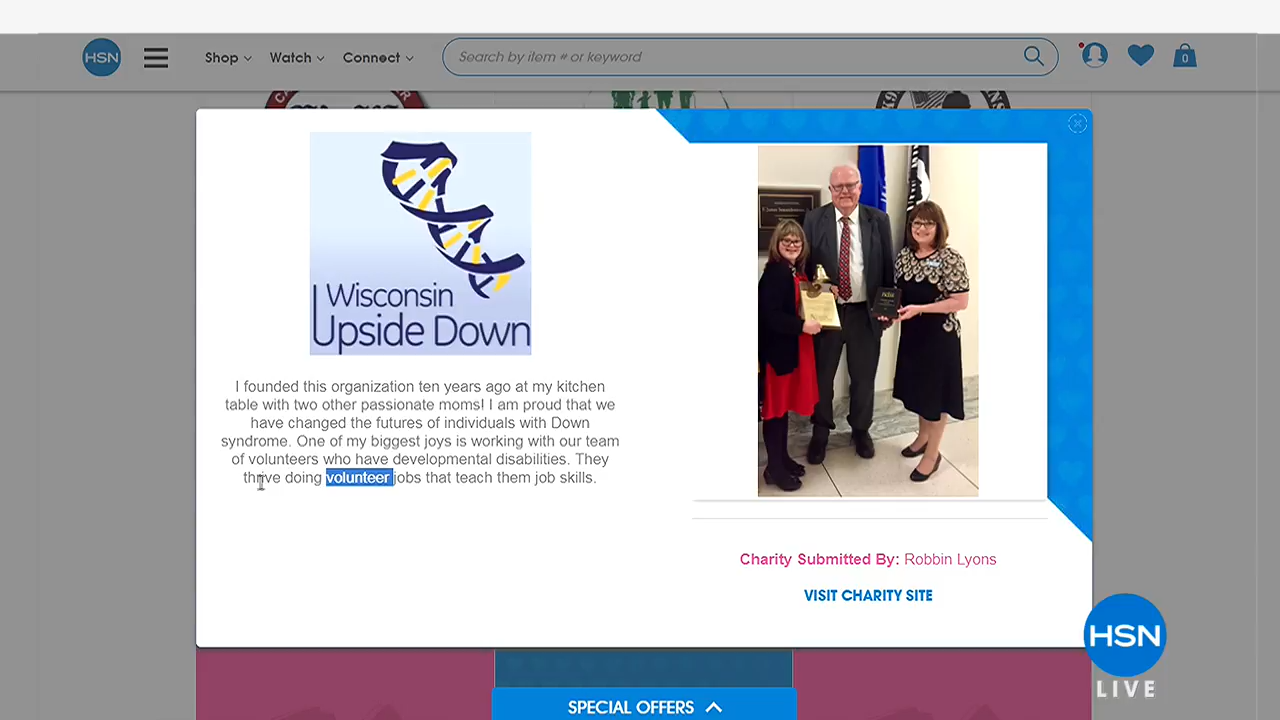 HSN
Shop
Watch
Connect
Search by item # or keyword
0
Wisconsin
Upside Down
I founded this organization ten years ago at my kitchen
table with two other passionate moms! I am proud that we
have changed the futures of individuals with Down
syndrome. One of my biggest joys is working with our team
of volunteers who have developmental disabilities. They
thrive doing volunteer jobs that teach them job skills.
Charity Submitted By: Robbin Lyons
VISIT CHARITY SITE
HSN
LIVE
SPECIAL OFFERS